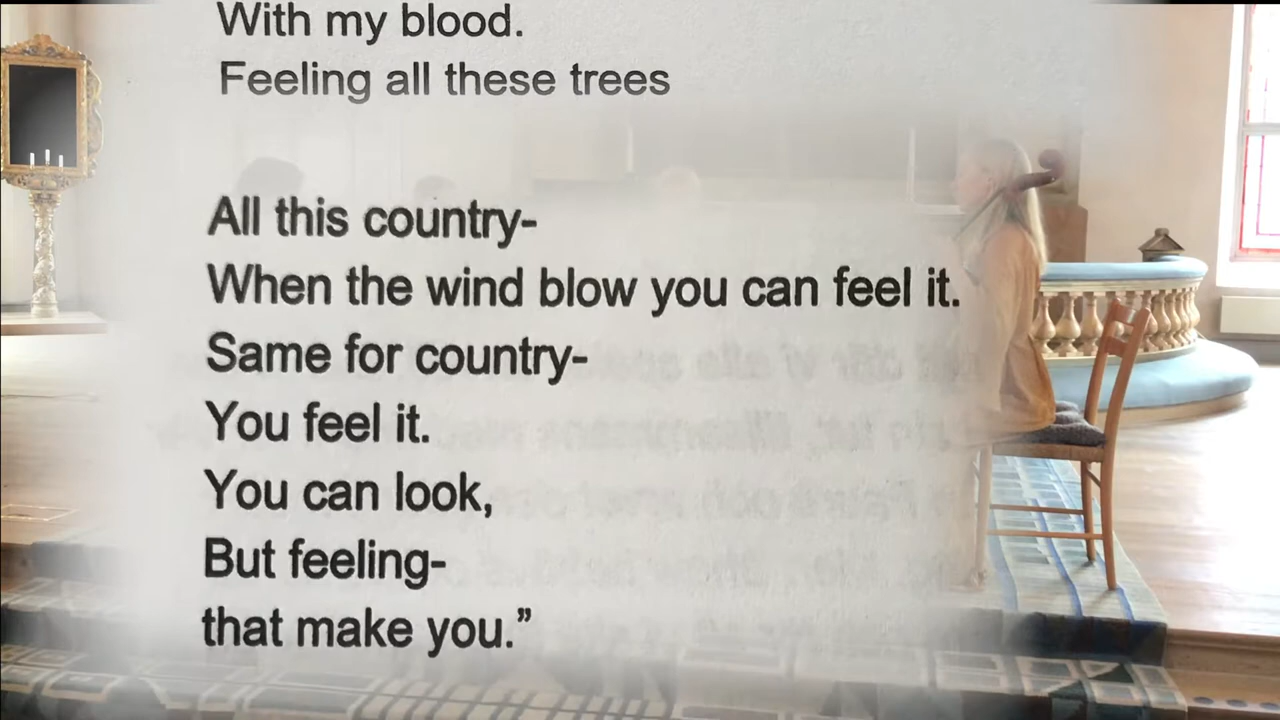 With my blood.
Feeling all these trees
All this country-
When the wind blow you can feel it.
Same for country-
You feel it.
You can look,
But feeling-
that make you.”